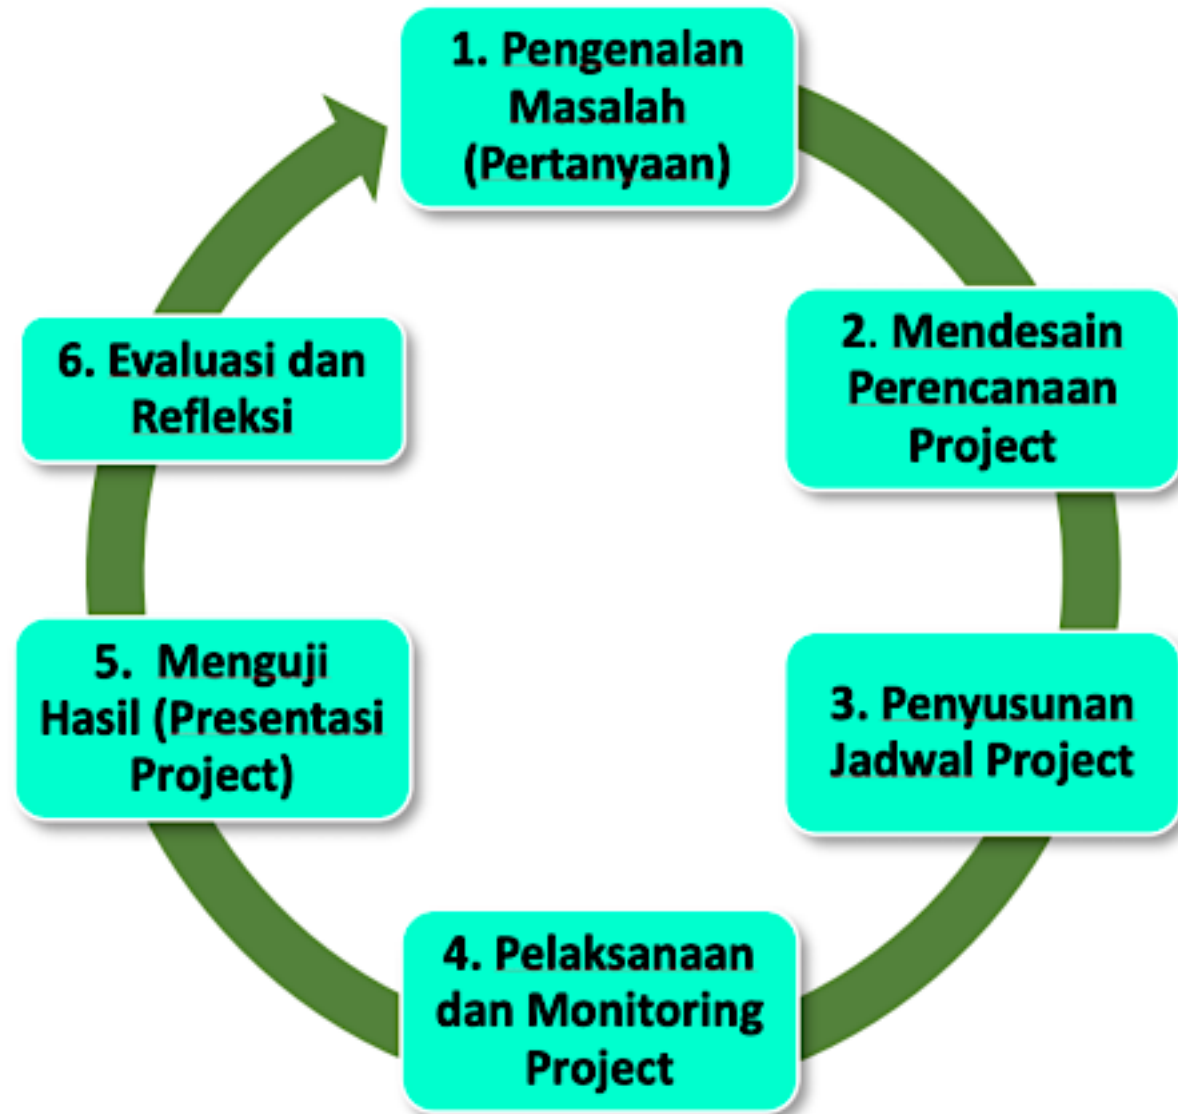 1. Pengenalan
Masalah
(Pertanyaan)
2. Mendesain
Perencanaan
Project
3. Penyusunan
Jadwal Project
4. Pelaksanaan
dan Monitoring
Project
5. Menguji
Hasil (Presentasi
Project)
6. Evaluasi dan
Refleksi